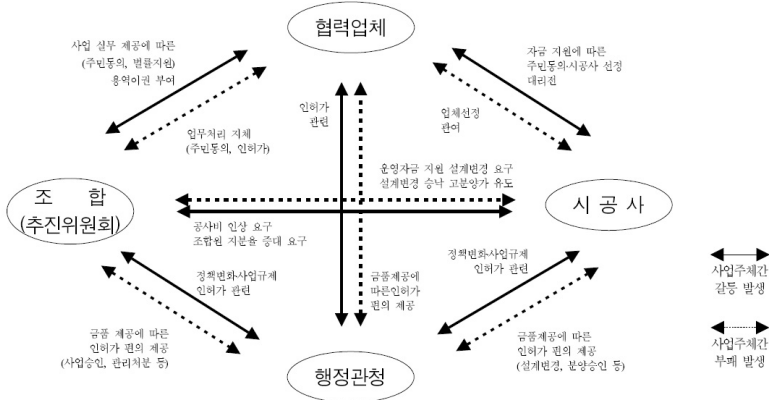 협력업체
사업 실무 제공에 따른
(주민동의, 법률지원)
용역이권 부여
자금 지원에 따른
주민동의·시공사 선정
대리전
인허가
관련
업체선정
관여
업무처리 지체
(주민동의, 인허가)
운영자금 지원 설계변경 요구
설계변경 승낙 고분양가 유도
조 합
(추진위원회)
시 공 사
공사비 인상 요구
조합원 지분율 증대 요구
정책변화사업규제
인허가 관련
금품제공에
따른인허가
편의 제공
정책변화사업규제
인허가 관련
사업주체간
갈등 발생
금품 제공에 따른
인허가 편의 제공
(사업승인, 관리처분 등)
금품제공에 따른
인허가 편의 제공
(설계변경, 분양승인 등)
사업주체간
부패 발생
행정관청